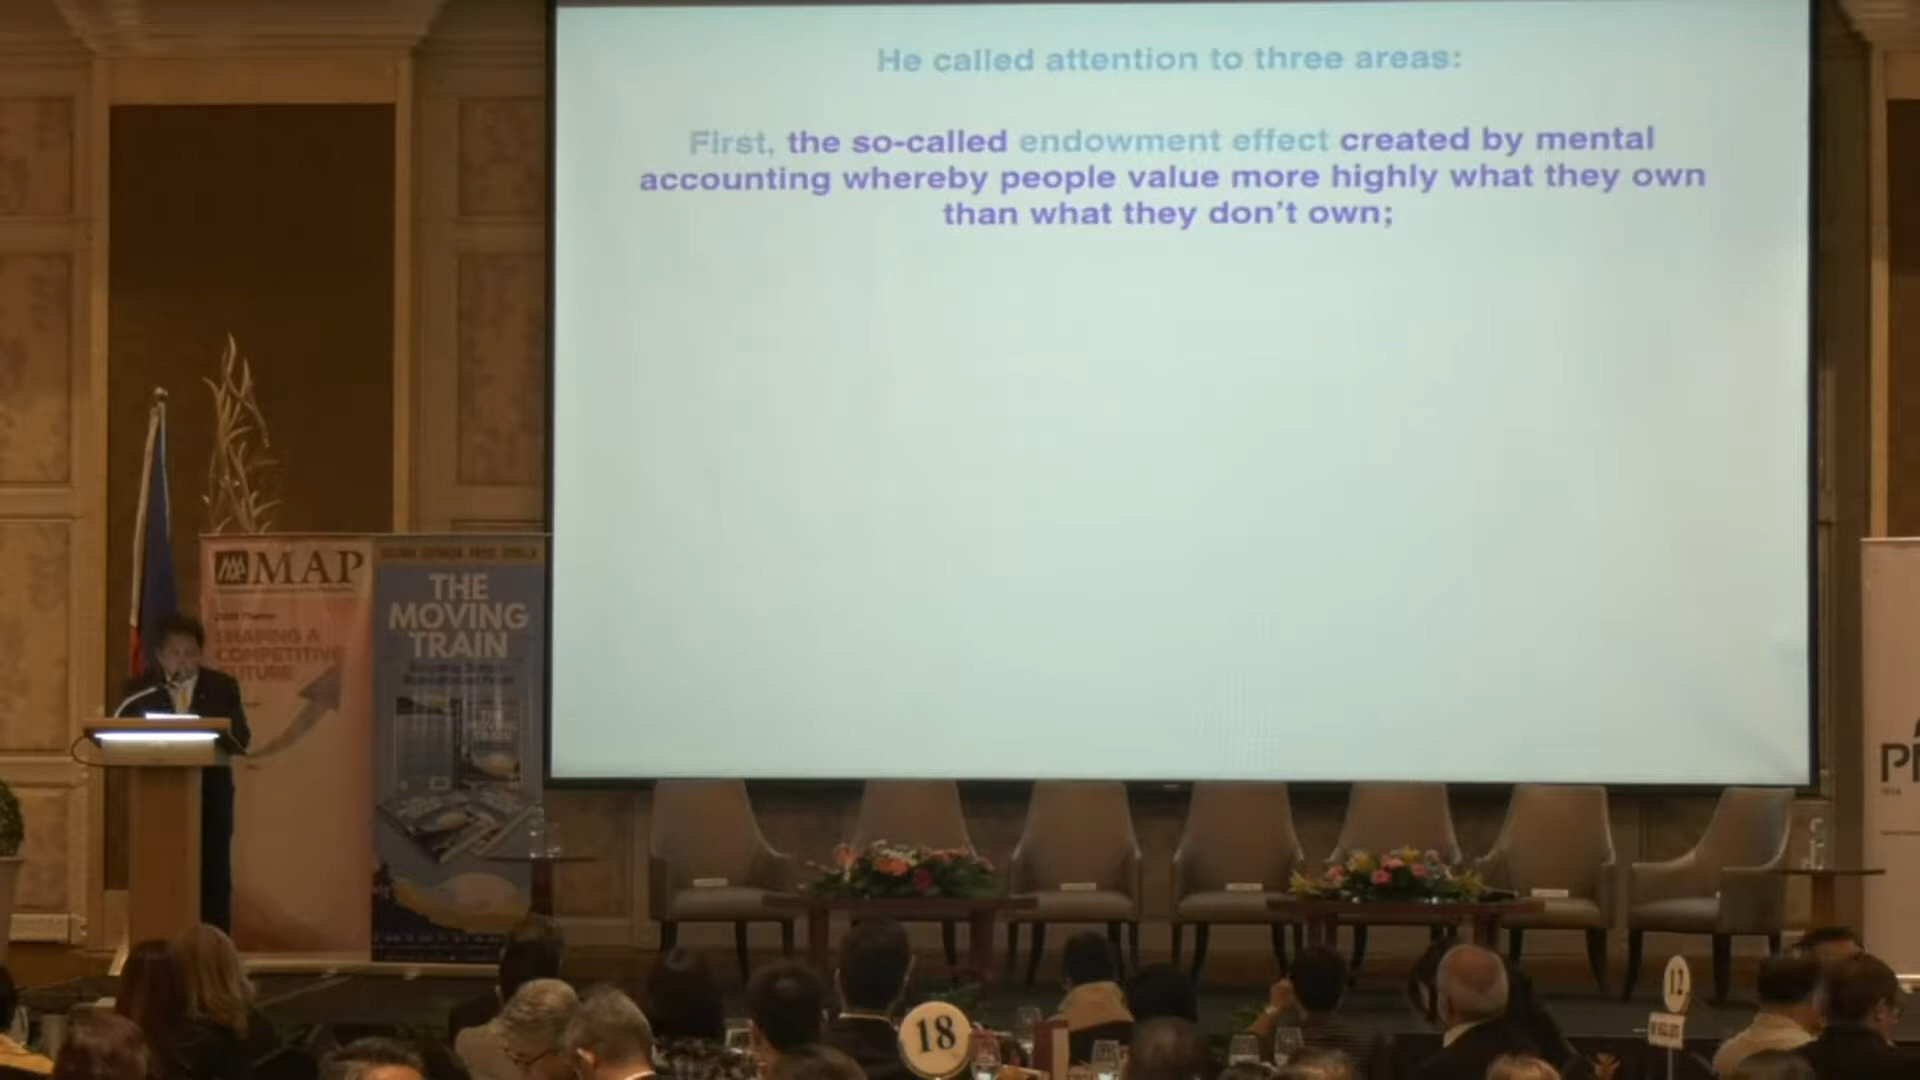 He called attention to three areas:
First, the so-called endowment effect created by mental
accounting whereby people value more highly what they own
than what they don't own;
MAP
SHAPING A
COMPETITIVE
FUTURE
THE
MOVING
TRAIN
18
12